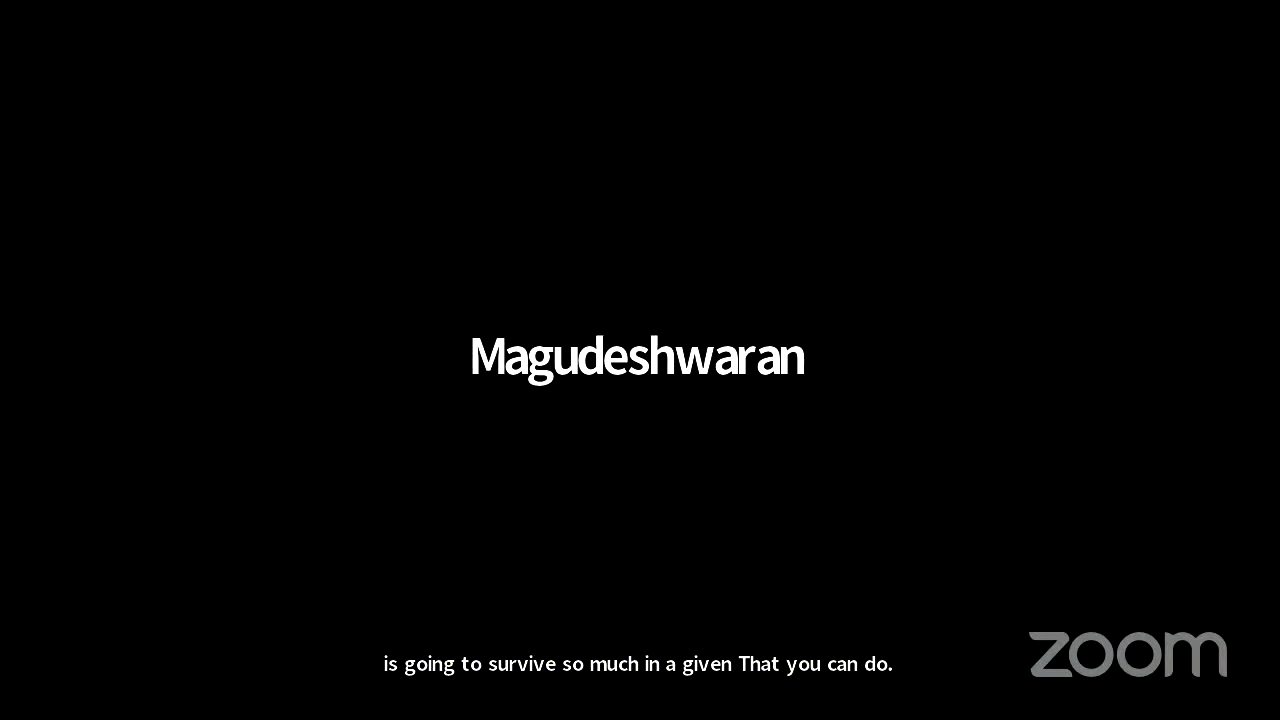 Magudeshwaran
is going to survive so much in a given That you can do.
zoom